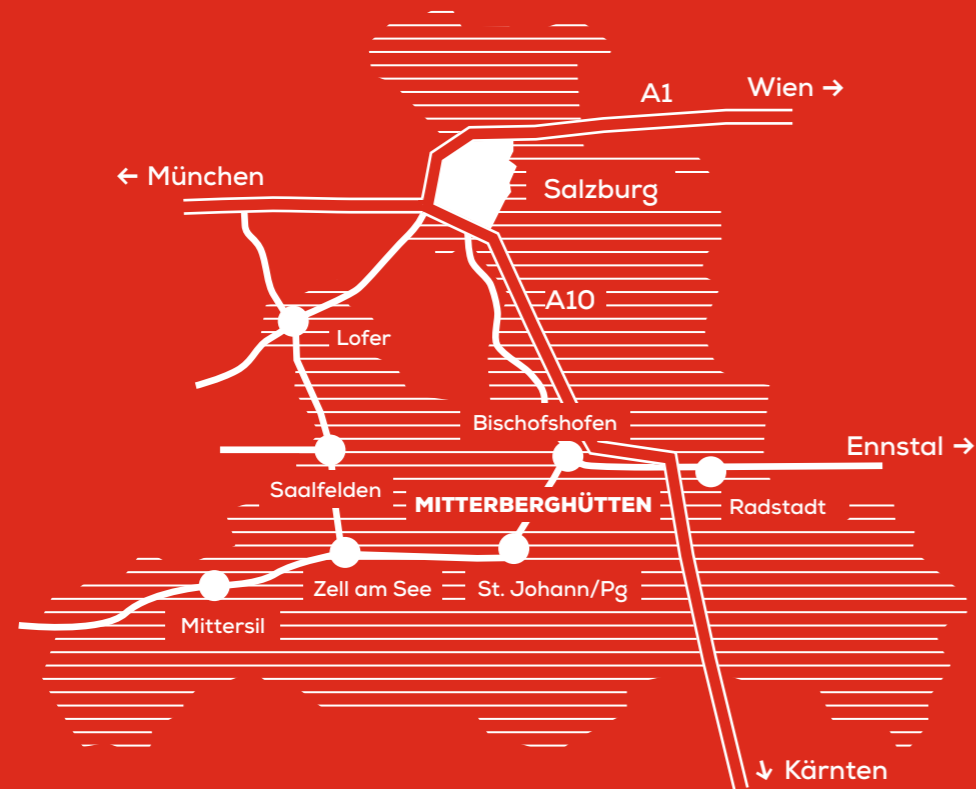 A1
Wien →
← München
Salzburg
A10
Lofer
Bischofshofen
Ennstal →
Saalfelden
MITTERBERGHÜTTEN
Radstadt
Zell am See
St. Johann/Pg
Mittersil
↓ Kärnten